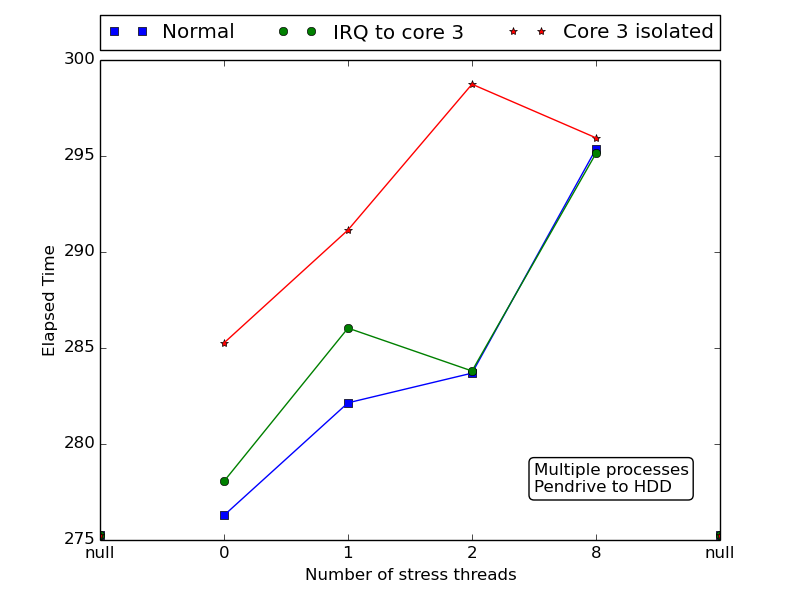 Normal IRQ to core 3 Core 3 isolated
300
295
290
285
280
275
Elapsed Time
Multiple processes
Pendrive to HDD
null 0 1 2 8 null
Number of stress threads